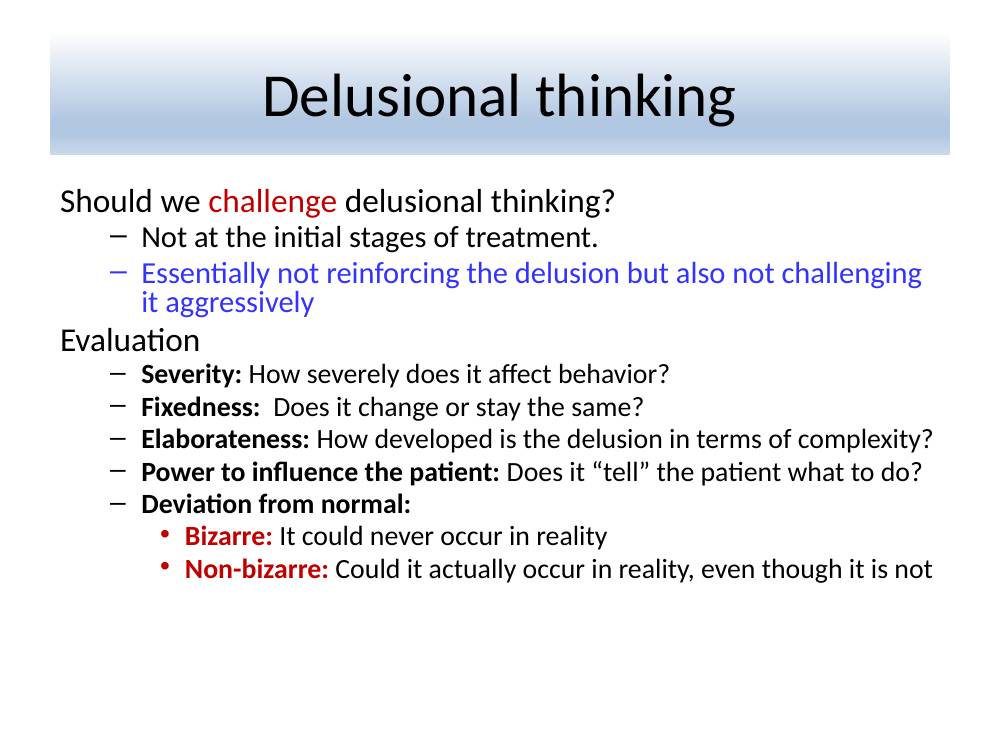 Delusional thinking
Should we challenge delusional thinking?
– Not at the initial stages of treatment.
– Essentially not reinforcing the delusion but also not challenging
it aggressively
Evaluation
– Severity: How severely does it affect behavior?
– Fixedness:  Does it change or stay the same?
– Elaborateness: How developed is the delusion in terms of complexity?
– Power to influence the patient: Does it “tell” the patient what to do?
– Deviation from normal:
• Bizarre: It could never occur in reality
• Non-bizarre: Could it actually occur in reality, even though it is not